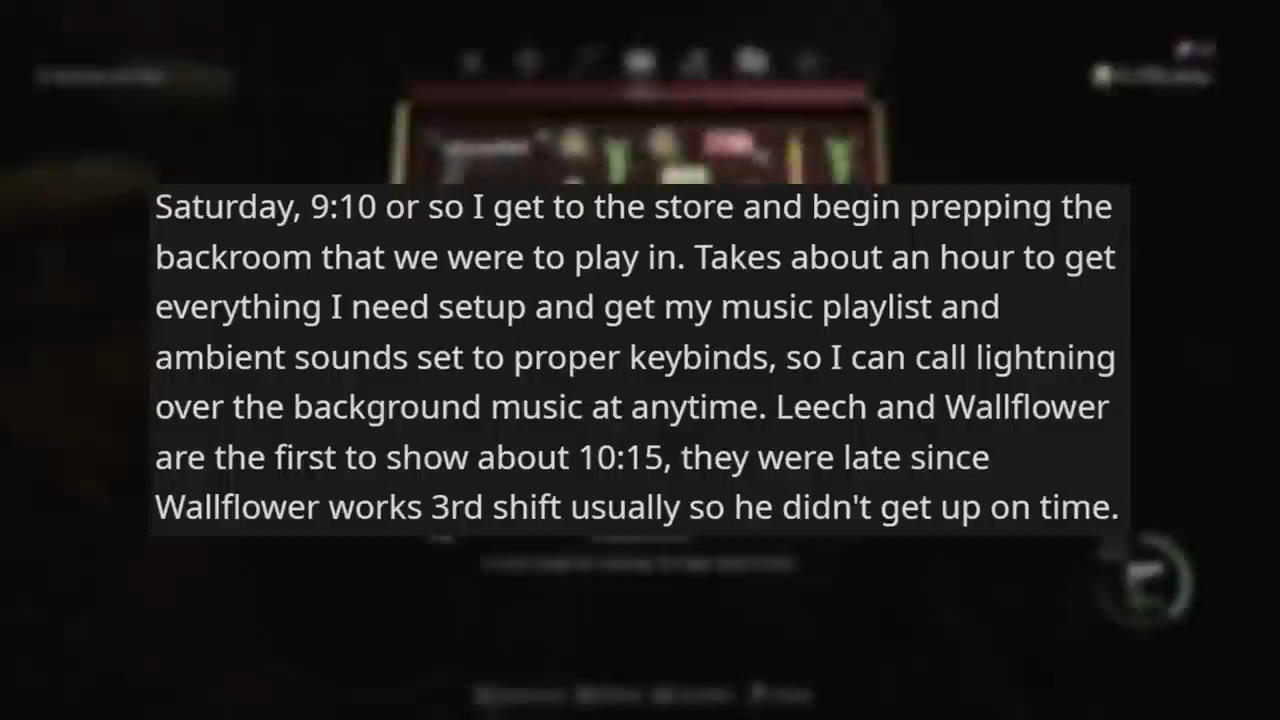 Saturday, 9:10 or so I get to the store and begin prepping the
backroom that we were to play in. Takes about an hour to get
everything I need setup and get my music playlist and
ambient sounds set to proper keybinds, so I can call lightning
over the background music at anytime. Leech and Wallflower
are the first to show about 10:15, they were late since
Wallflower works 3rd shift usually so he didn't get up on time.